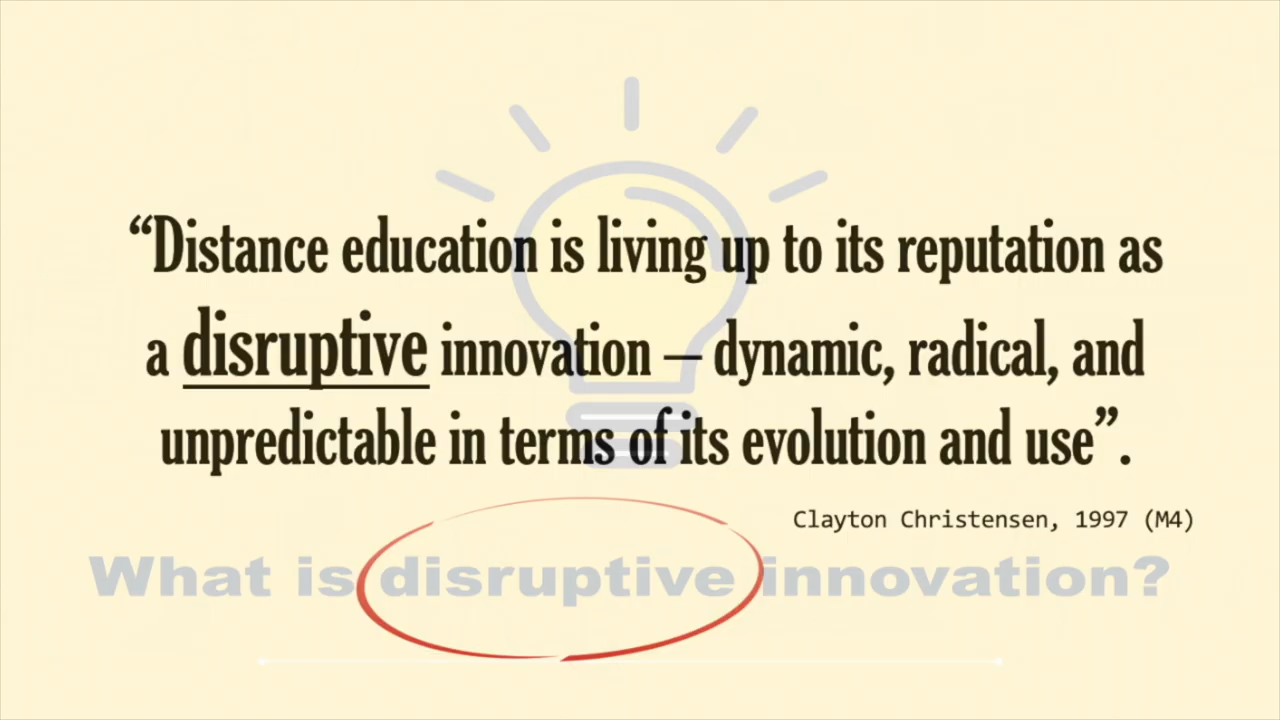 “Distance education is living up to its reputation as
a disruptive innovation – dynamic, radical, and
unpredictable in terms of its evolution and use”.
Clayton Christensen, 1997 (M4)
What is disruptive innovation?